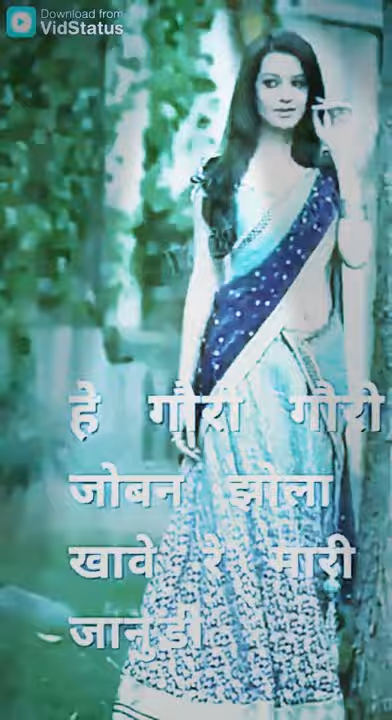 Download from
VidStatus
हे गौरी गौरी
जोबन झोला
खावे रे मारी
जानुडी